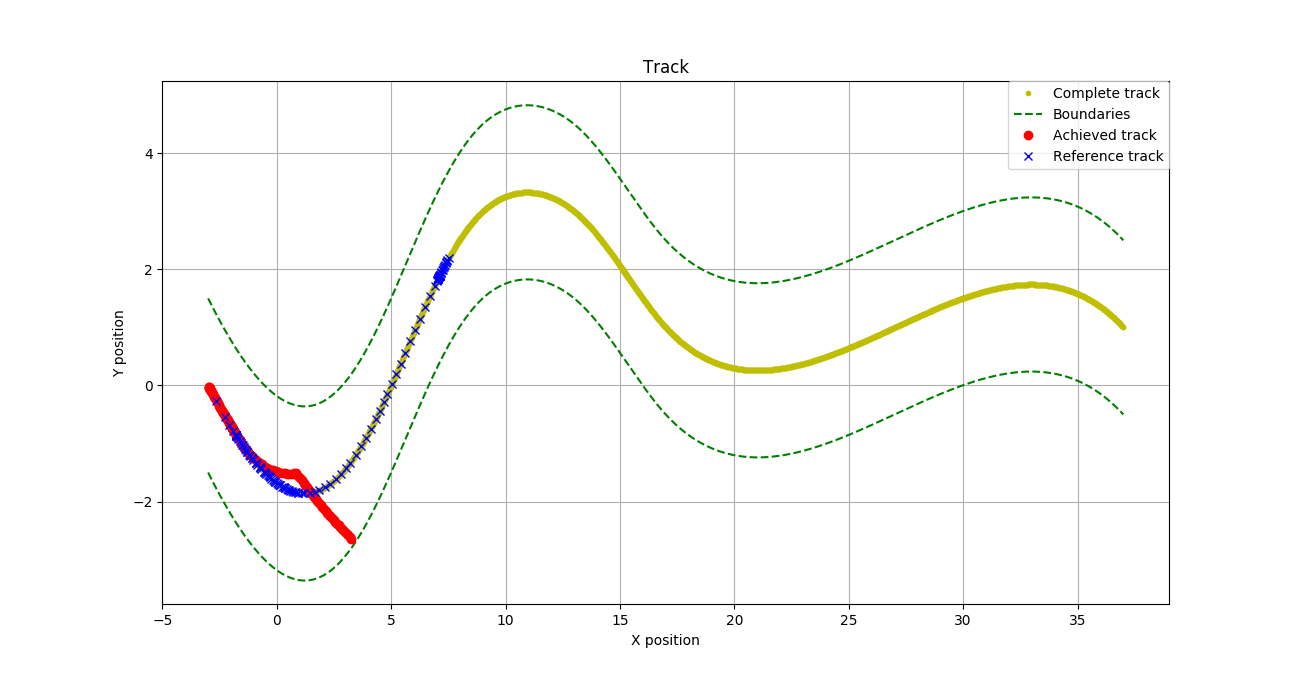 Track
Complete track
Boundaries
Achieved track
Reference track
4
2
0
−2
Y position
−5
0
5
10
15
20
25
30
35
X position